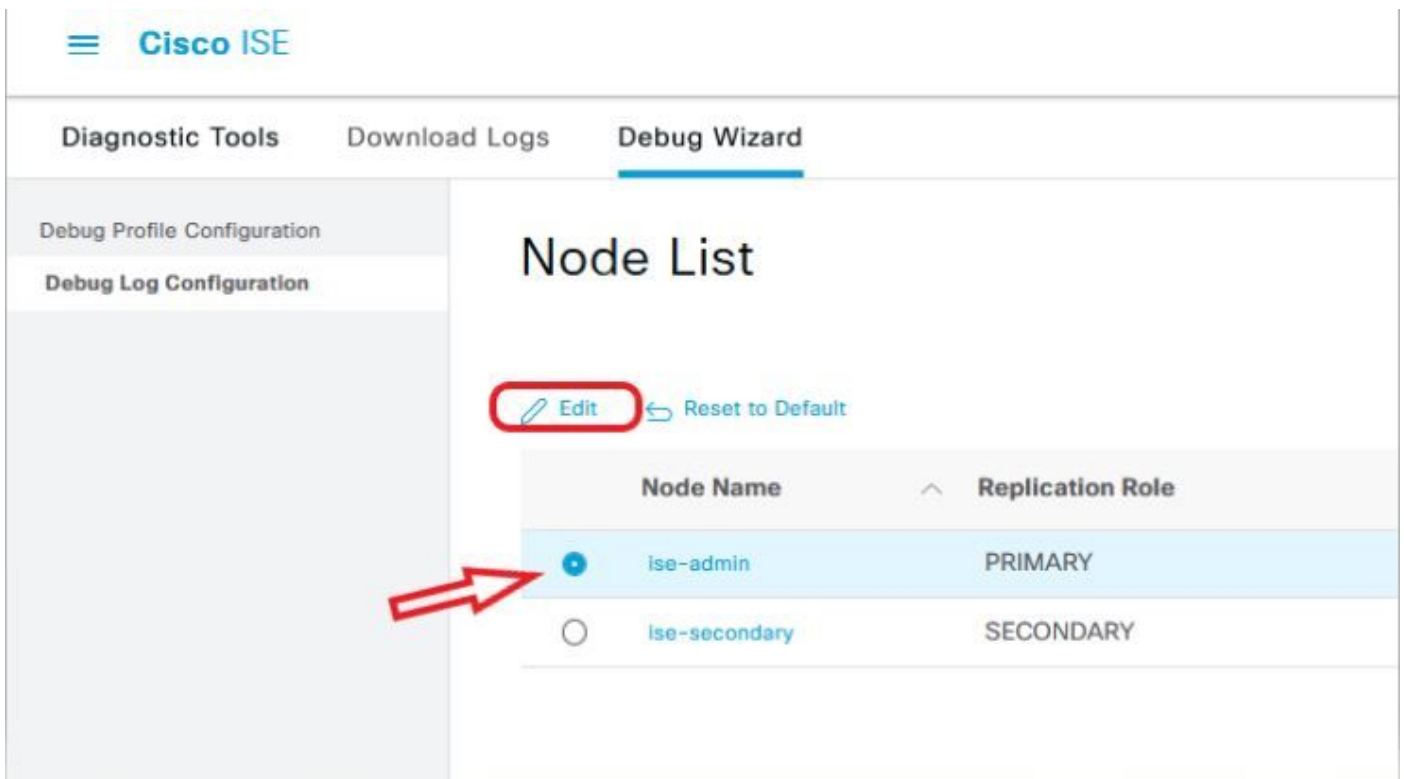 Cisco ISE
Diagnostic Tools Download Logs Debug Wizard
Debug Profile Configuration
Debug Log Configuration
Node List
Edit Reset to Default
Node Name Replication Role
ise-admin PRIMARY
ise-secondary SECONDARY